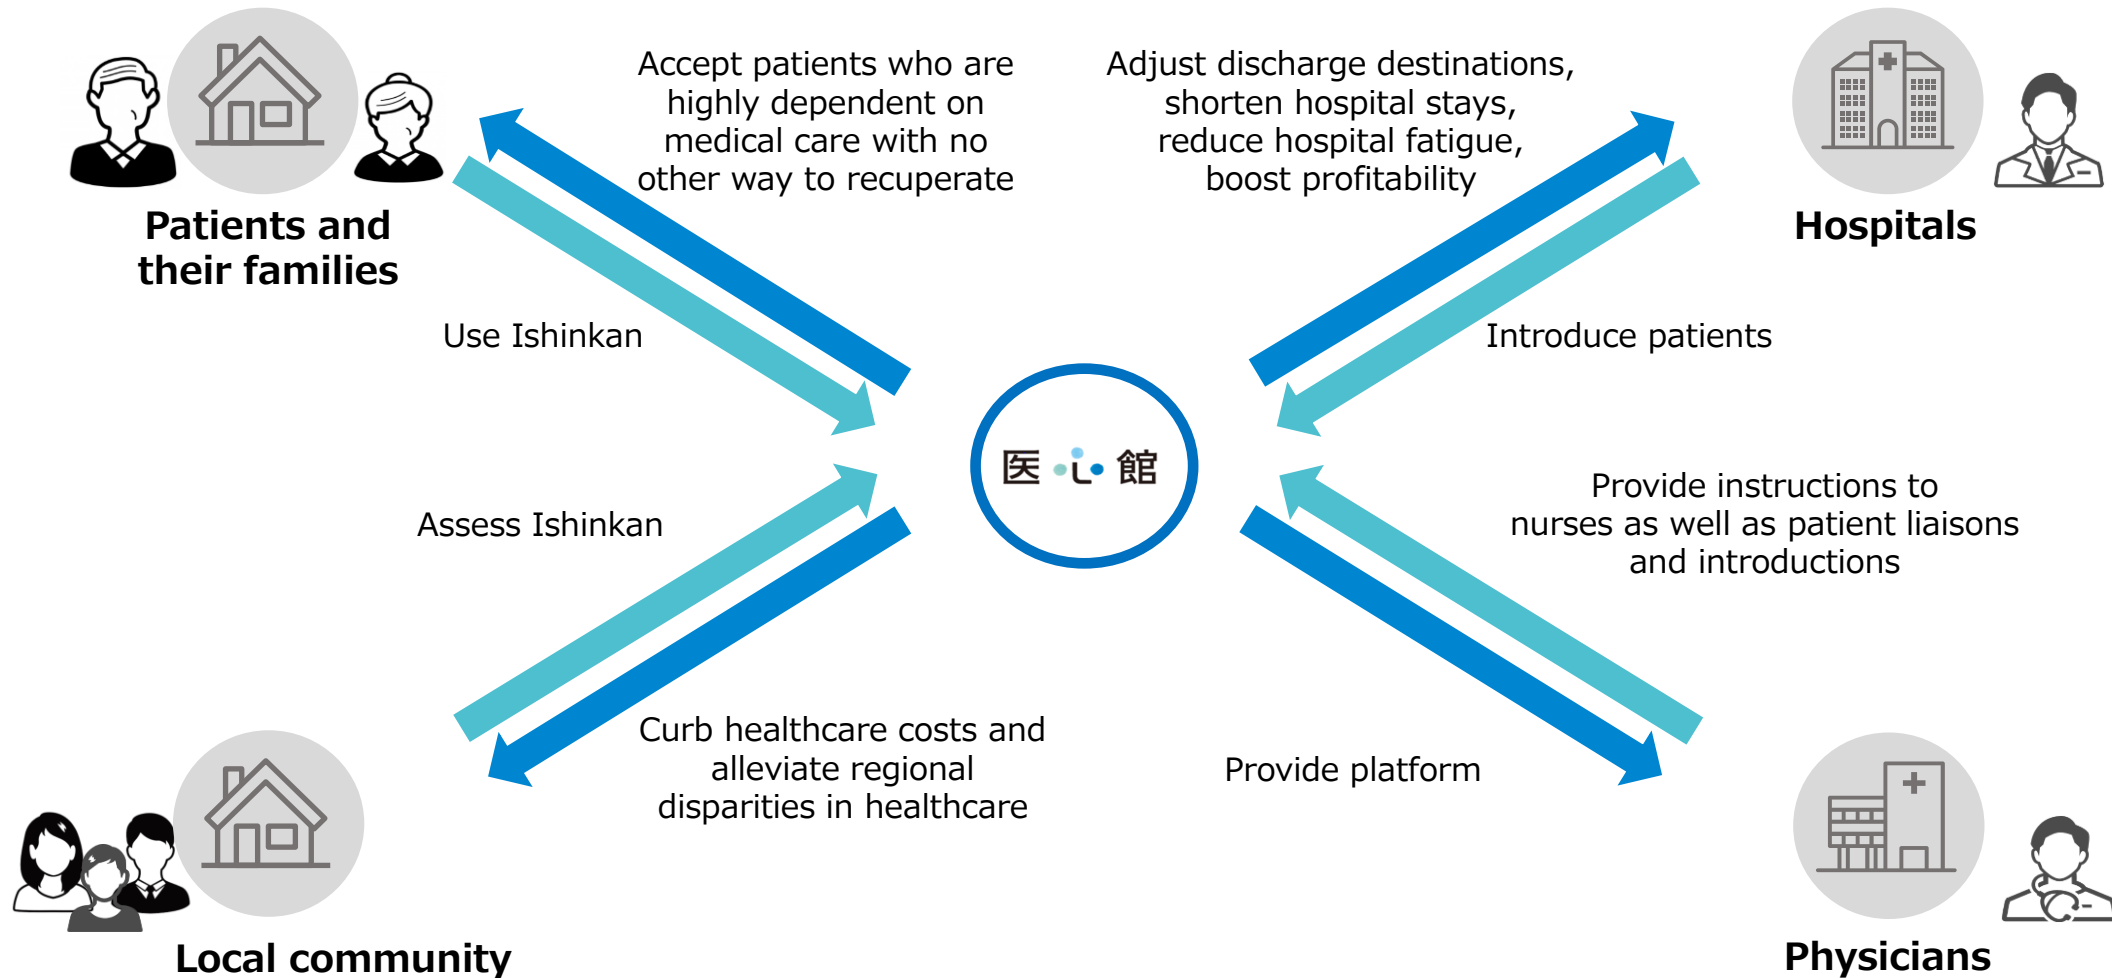 Patients and
their families
Accept patients who are
highly dependent on
medical care with no
other way to recuperate
Adjust discharge destinations,
shorten hospital stays,
reduce hospital fatigue,
boost profitability
Hospitals
Use Ishinkan
Introduce patients
医心館
Assess Ishinkan
Provide instructions to
nurses as well as patient liaisons
and introductions
Curb healthcare costs and
alleviate regional
disparities in healthcare
Provide platform
Local community
Physicians